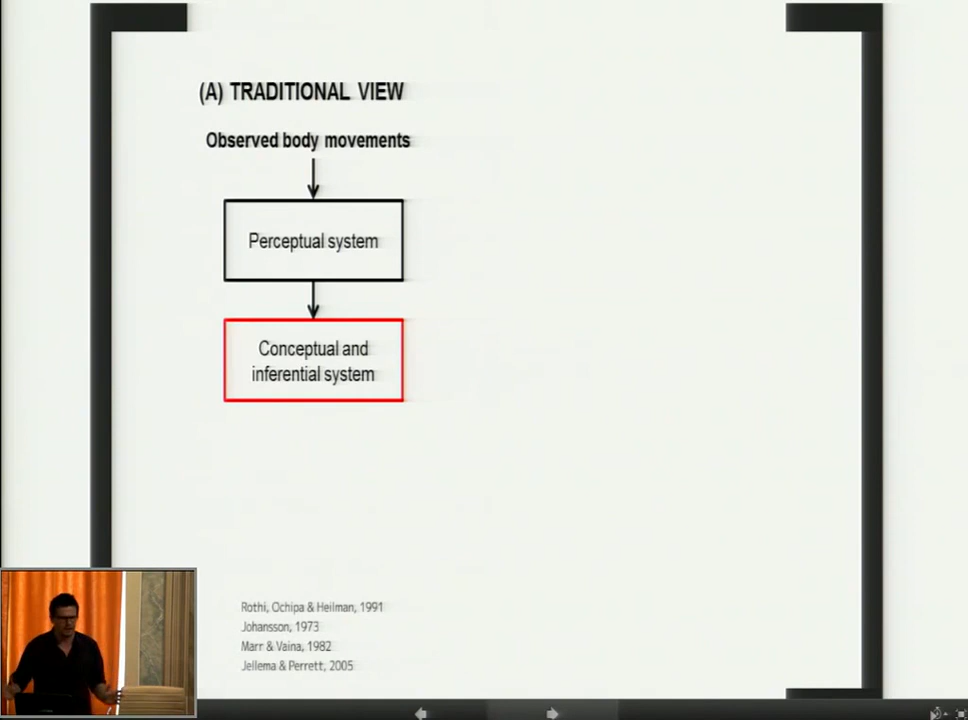 (A) TRADITIONAL VIEW
Observed body movements
Perceptual system
Conceptual and
inferential system
Rothi, Ochipa & Heilman, 1991
Johansson, 1973
Marr & Vaina, 1982
Jellema & Perrett, 2005